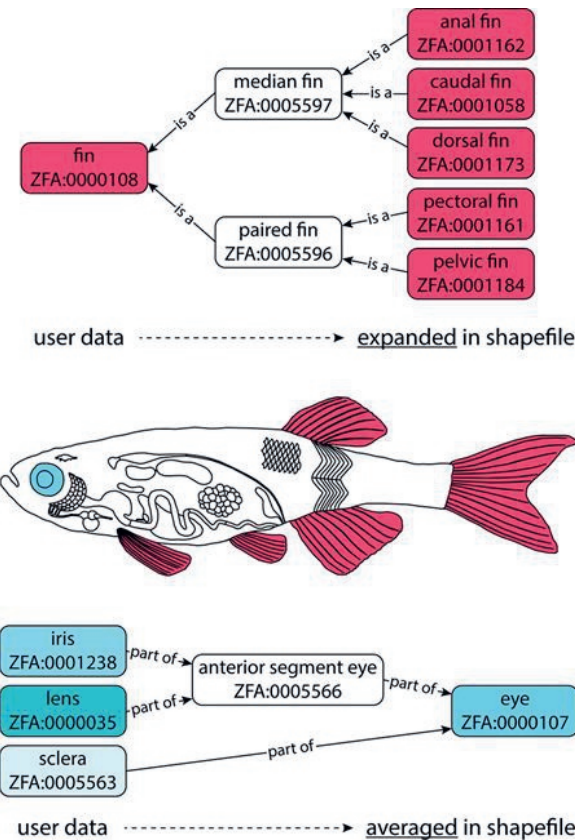 anal fin
ZFA:0001162
is a
median fin
ZFA:0005597
is a
caudal fin
ZFA:0001058
is a
is a
dorsal fin
ZFA:0001173
fin
ZFA:0000108
is a
paired fin
ZFA:0005596
is a
pectoral fin
ZFA:0001161
is a
pelvic fin
ZFA:0001184
user data
expanded in shapefile
iris
ZFA:0001238
part of
anterior segment eye
ZFA:0005566
part of
lens
ZFA:0000035
part of
eye
ZFA:0000107
sclera
ZFA:0005563
part of
user data
averaged in shapefile